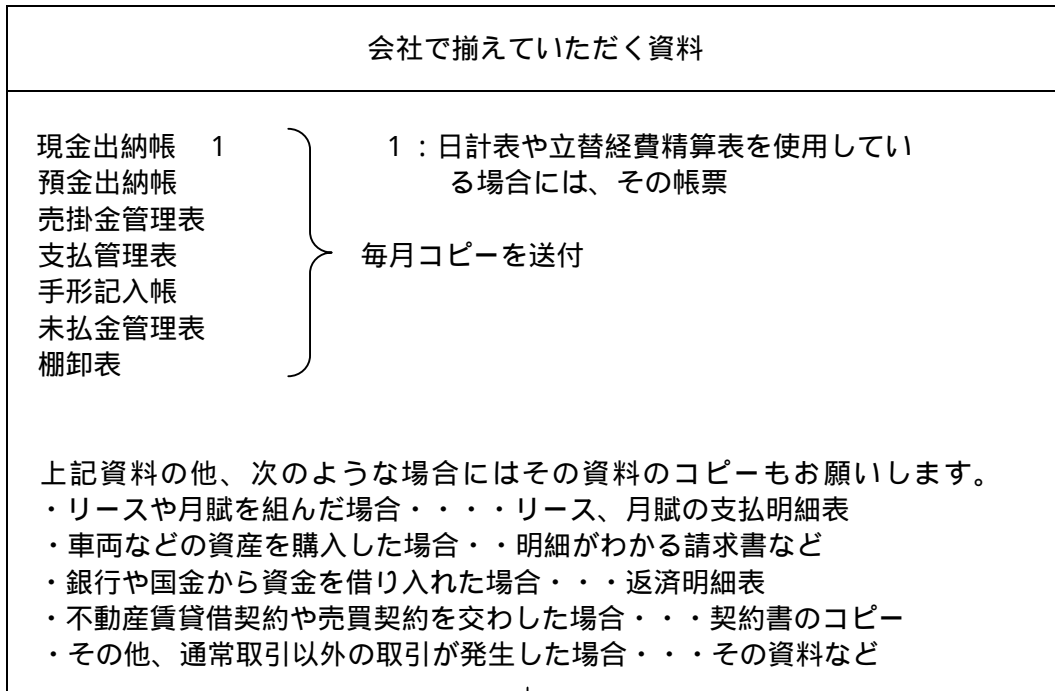 会社で揃えていただく資料
現金出納帳　1　　1：日計表や立替経費精算表を使用してい
預金出納帳　　る場合には、その帳票
売掛金管理表
支払管理表　　毎月コピーを送付
手形記入帳
未払金管理表
棚卸表
上記資料の他、次のような場合にはその資料のコピーもお願いします。
・リースや月賦を組んだ場合・・・・リース、月賦の支払明細表
・車両などの資産を購入した場合・・明細がわかる請求書など
・銀行や国金から資金を借り入れた場合・・・返済明細表
・不動産賃貸借契約や売買契約を交わした場合・・・契約書のコピー
・その他、通常取引以外の取引が発生した場合・・・その資料など